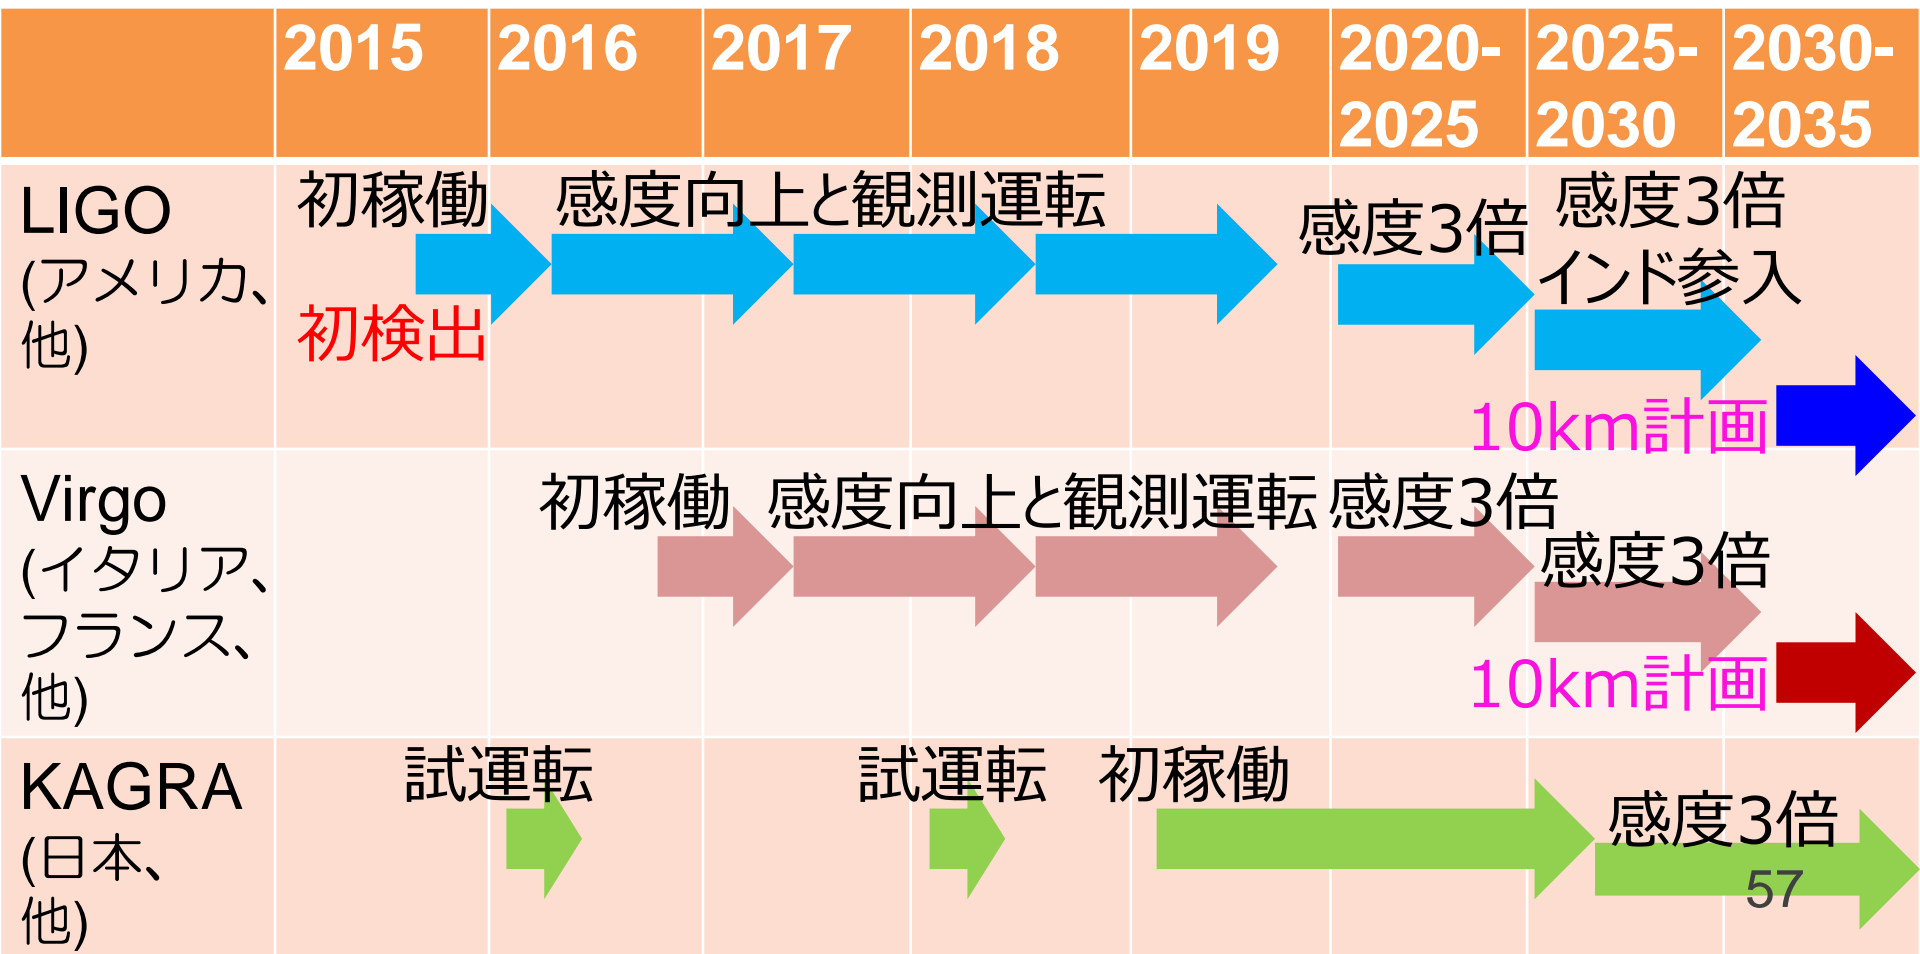 2015
2016
2017
2018
2019
2020-
2025
2025-
2030
2030-
2035
LIGO
(アメリカ、
他)
初稼働
初検出
感度向上と観測運転
感度3倍
感度3倍
インド参入
10km計画
Virgo
(イタリア、
フランス、
他)
初稼働
感度向上と観測運転
感度3倍
感度3倍
10km計画
KAGRA
(日本、
他)
試運転
試運転
初稼働
感度3倍
57